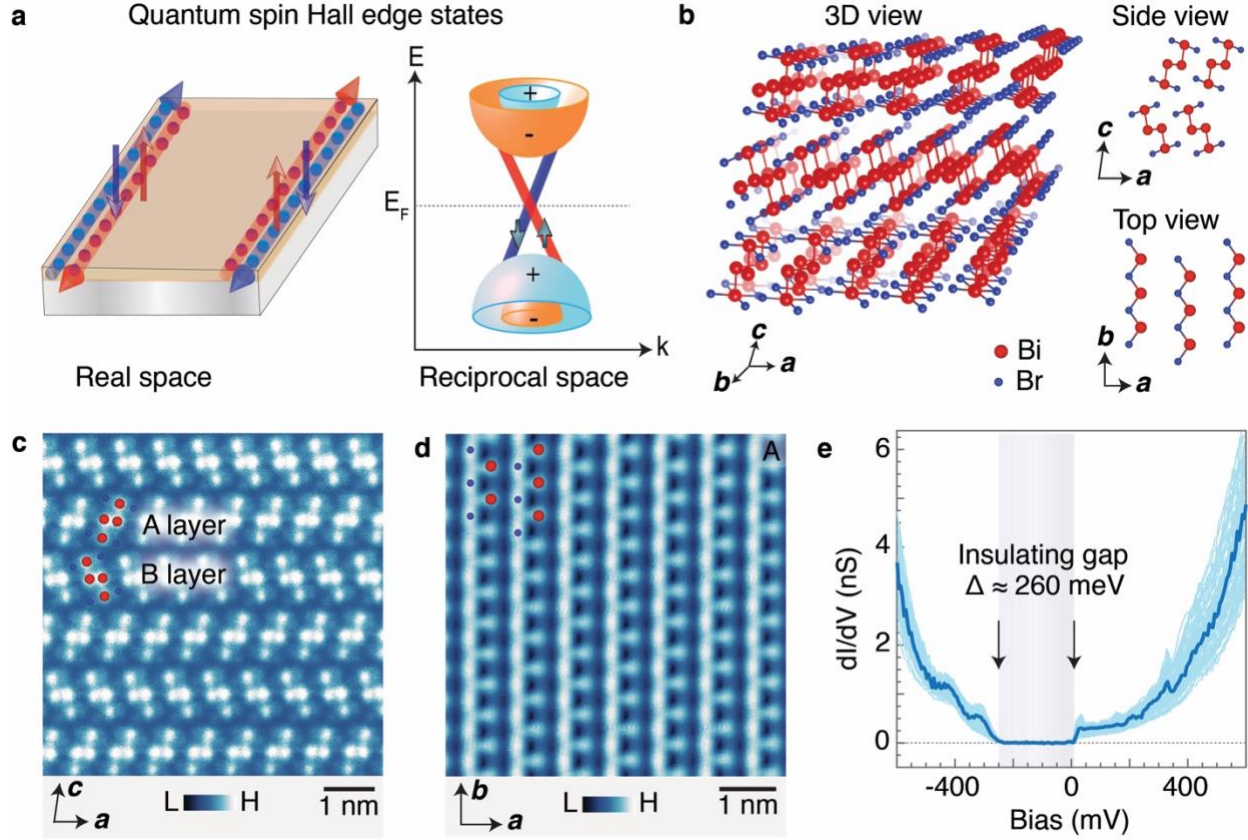 a
Quantum spin Hall edge states
E
E_F
+
-
+
-
k
Real space
Reciprocal space
b
3D view
Side view
c
a
Top view
b
a
c
b
a
Bi
Br
c
A layer
B layer
c
a
L H
1 nm
d
A
b
a
L H
1 nm
e
6
4
2
0
dI/dV (nS)
Insulating gap
Δ ≈ 260 meV
-400 0 400
Bias (mV)